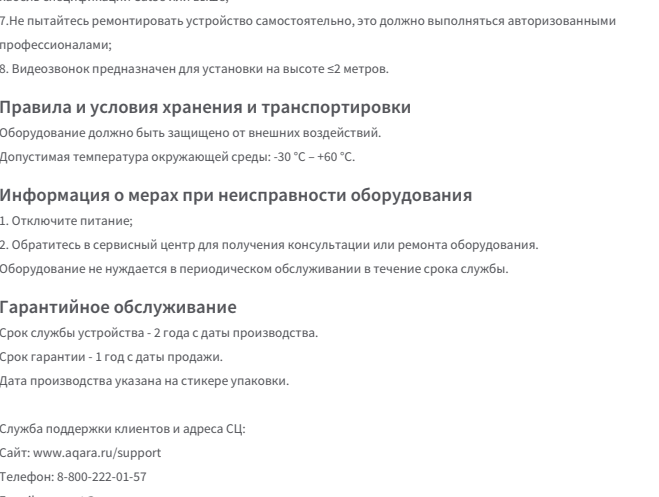 7.Не пытайтесь ремонтировать устройство самостоятельно, это должно выполняться авторизованными
профессионалами;
8. Видеозвонок предназначен для установки на высоте ≤2 метров.
Правила и условия хранения и транспортировки
Оборудование должно быть защищено от внешних воздействий.
Допустимая температура окружающей среды: -30 °C – +60 °C.
Информация о мерах при неисправности оборудования
1. Отключите питание;
2. Обратитесь в сервисный центр для получения консультации или ремонта оборудования.
Оборудование не нуждается в периодическом обслуживании в течение срока службы.
Гарантийное обслуживание
Срок службы устройства - 2 года с даты производства.
Срок гарантии - 1 год с даты продажи.
Дата производства указана на стикере упаковки.
Служба поддержки клиентов и адреса СЦ:
Сайт: www.aqara.ru/support
Телефон: 8-800-222-01-57